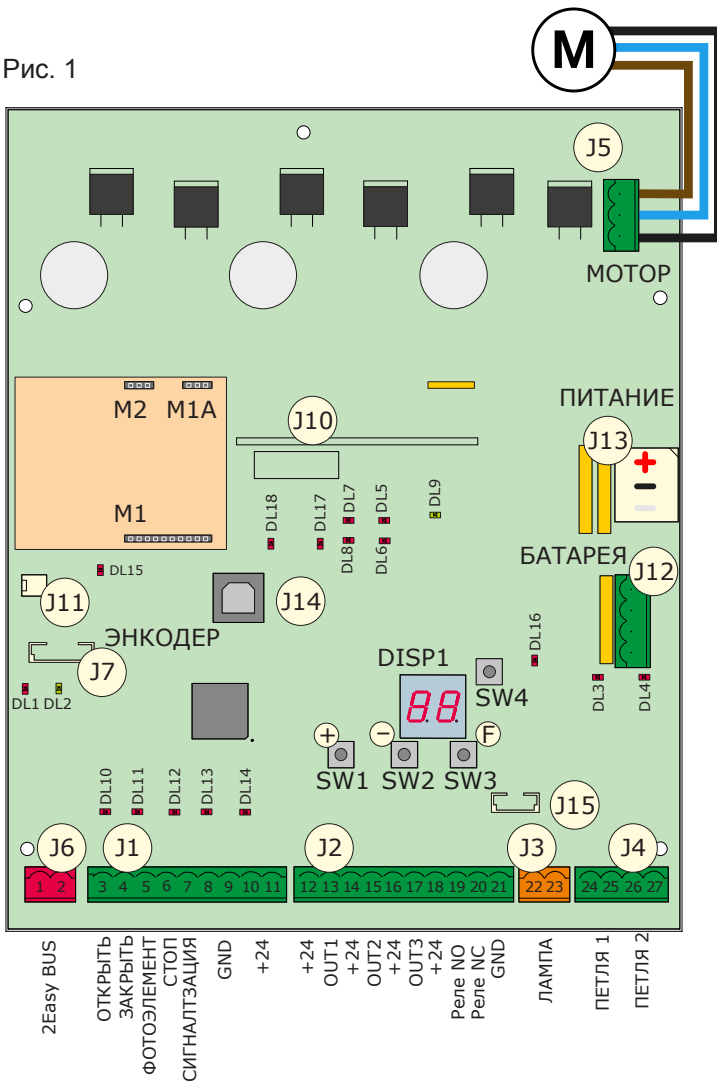 Рис. 1
M
J5
МОТОР
ПИТАНИЕ
M2 M1A
J10
J13
+
M1
DL18
DL17
DL7
DL8
DL5
DL6
DL9
БАТАРЕЯ
J12
DL15
J11
J14
ЭНКОДЕР
J7
DL1 DL2
DL16
DL3
DL4
DISP1
8.8.
SW4
+
−
F
SW1 SW2 SW3
DL10
DL11
DL12
DL13
DL14
J15
J6
J1
J2
J3
J4
1 2
3 4 5 6 7 8 9 10 11
12 13 14 15 16 17 18 19 20 21
22 23
24 25 26 27
2Easy BUS
ОТКРЫТЬ
ЗАКРЫТЬ
ФОТОЭЛЕМЕНТ
СТОП
СИГНАЛТЗАЦИЯ
GND
+24
+24
OUT1
+24
OUT2
+24
OUT3
+24
Реле NO
Реле NC
GND
ЛАМПА
ПЕТЛЯ 1
ПЕТЛЯ 2